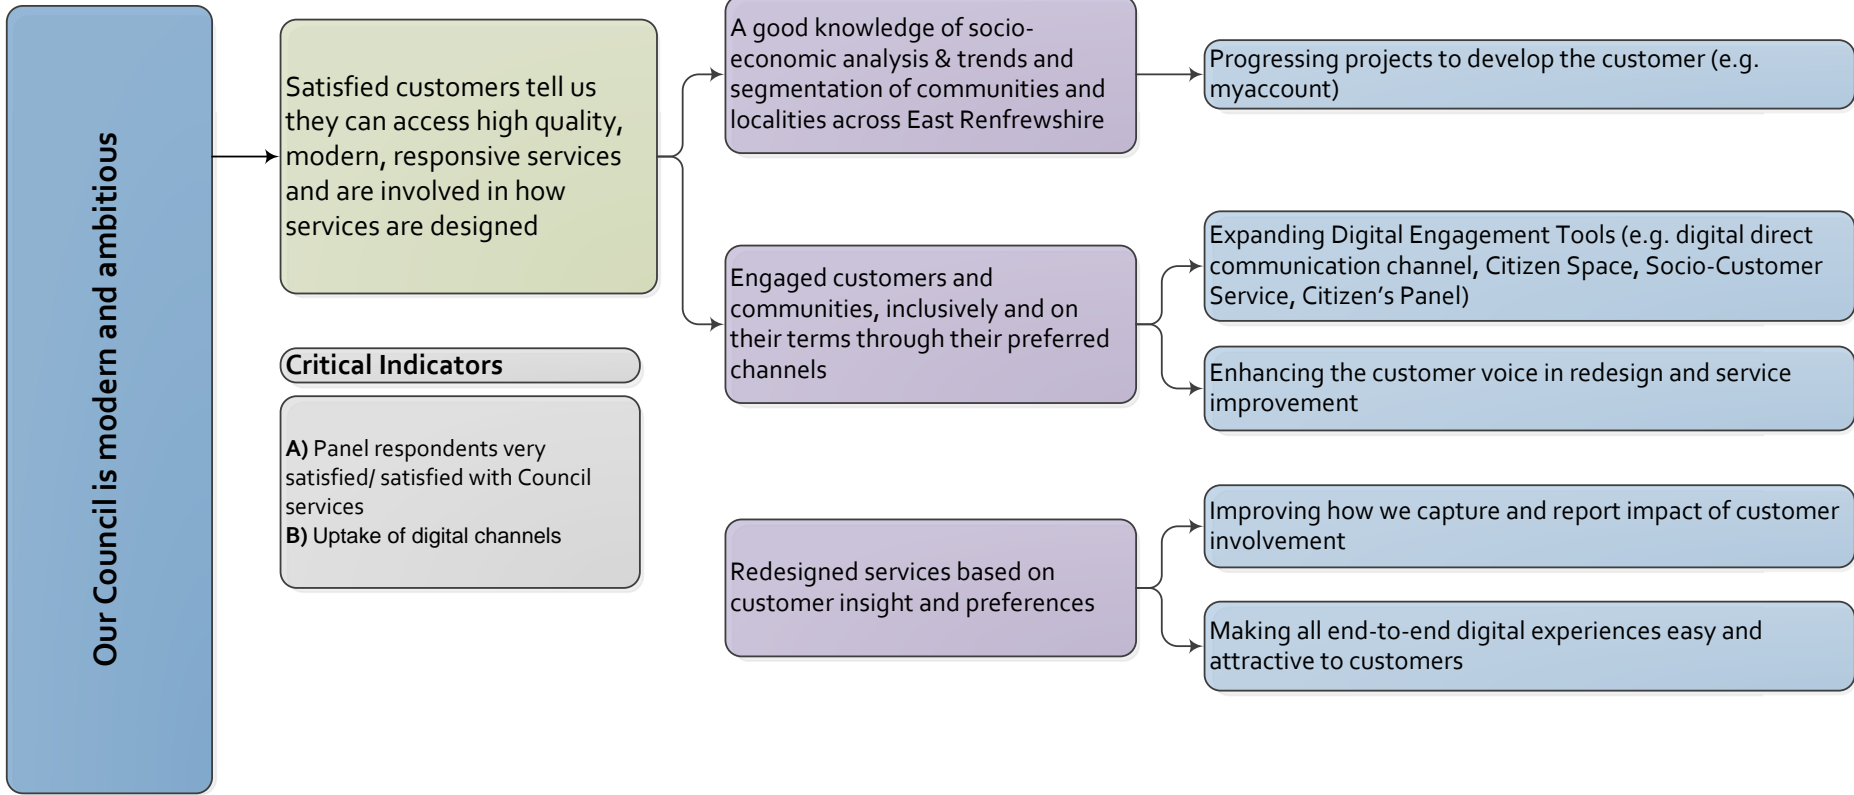 Our Council is modern and ambitious
Satisfied customers tell us
they can access high quality,
modern, responsive services
and are involved in how
services are designed
Critical Indicators
A) Panel respondents very
satisfied/ satisfied with Council
services
B) Uptake of digital channels
A good knowledge of socio-
economic analysis & trends and
segmentation of communities and
localities across East Renfrewshire
Engaged customers and
communities, inclusively and on
their terms through their preferred
channels
Redesigned services based on
customer insight and preferences
Progressing projects to develop the customer (e.g.
myaccount)
Expanding Digital Engagement Tools (e.g. digital direct
communication channel, Citizen Space, Socio-Customer
Service, Citizen’s Panel)
Enhancing the customer voice in redesign and service
improvement
Improving how we capture and report impact of customer
involvement
Making all end-to-end digital experiences easy and
attractive to customers